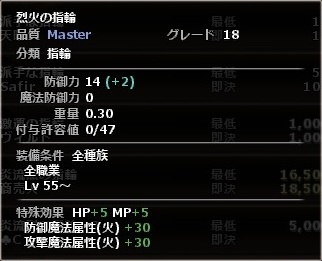 烈火の指輪
品質 Master グレード 18
分類 指輪
防御力 14 (+2)
魔法防御力 0
重量 0.30
付与許容値 0/47
装備条件 全種族
全職業
Lv 55～
特殊効果 HP+5 MP+5
防御魔法属性(火) +30
攻撃魔法属性(火) +30